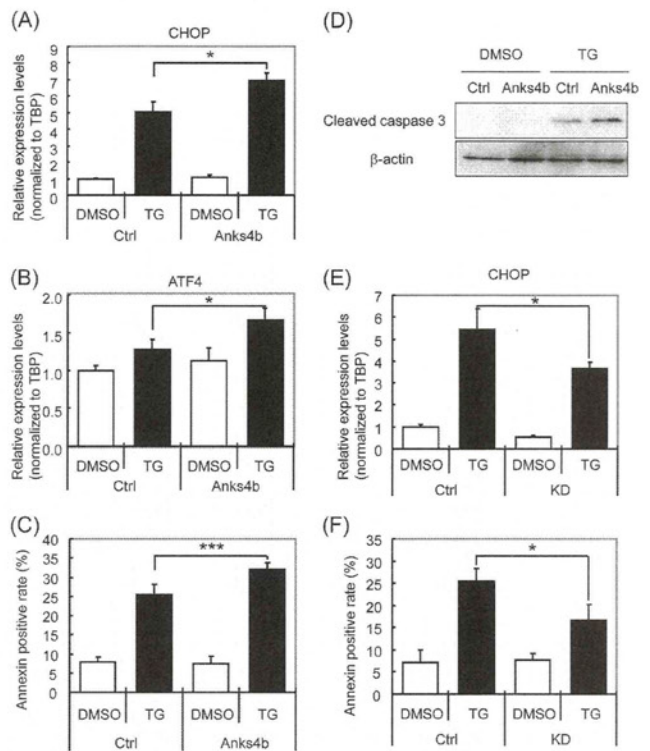 (A)
CHOP
Relative expression levels
(normalized to TBP)
9
8
7
6
5
4
3
2
1
0
*
DMSO TG DMSO TG
Ctrl Anks4b
(B)
ATF4
Relative expression levels
(normalized to TBP)
2.0
1.5
1.0
0.5
0.0
*
DMSO TG DMSO TG
Ctrl Anks4b
(C)
Annexin positive rate (%)
40
35
30
25
20
15
10
5
0
***
DMSO TG DMSO TG
Ctrl Anks4b
(D)
DMSO TG
Ctrl Anks4b Ctrl Anks4b
Cleaved caspase 3
β-actin
(E)
CHOP
Relative expression levels
(normalized to TBP)
7
6
5
4
3
2
1
0
*
DMSO TG DMSO TG
Ctrl KD
(F)
Annexin positive rate (%)
40
35
30
25
20
15
10
5
0
*
DMSO TG DMSO TG
Ctrl KD